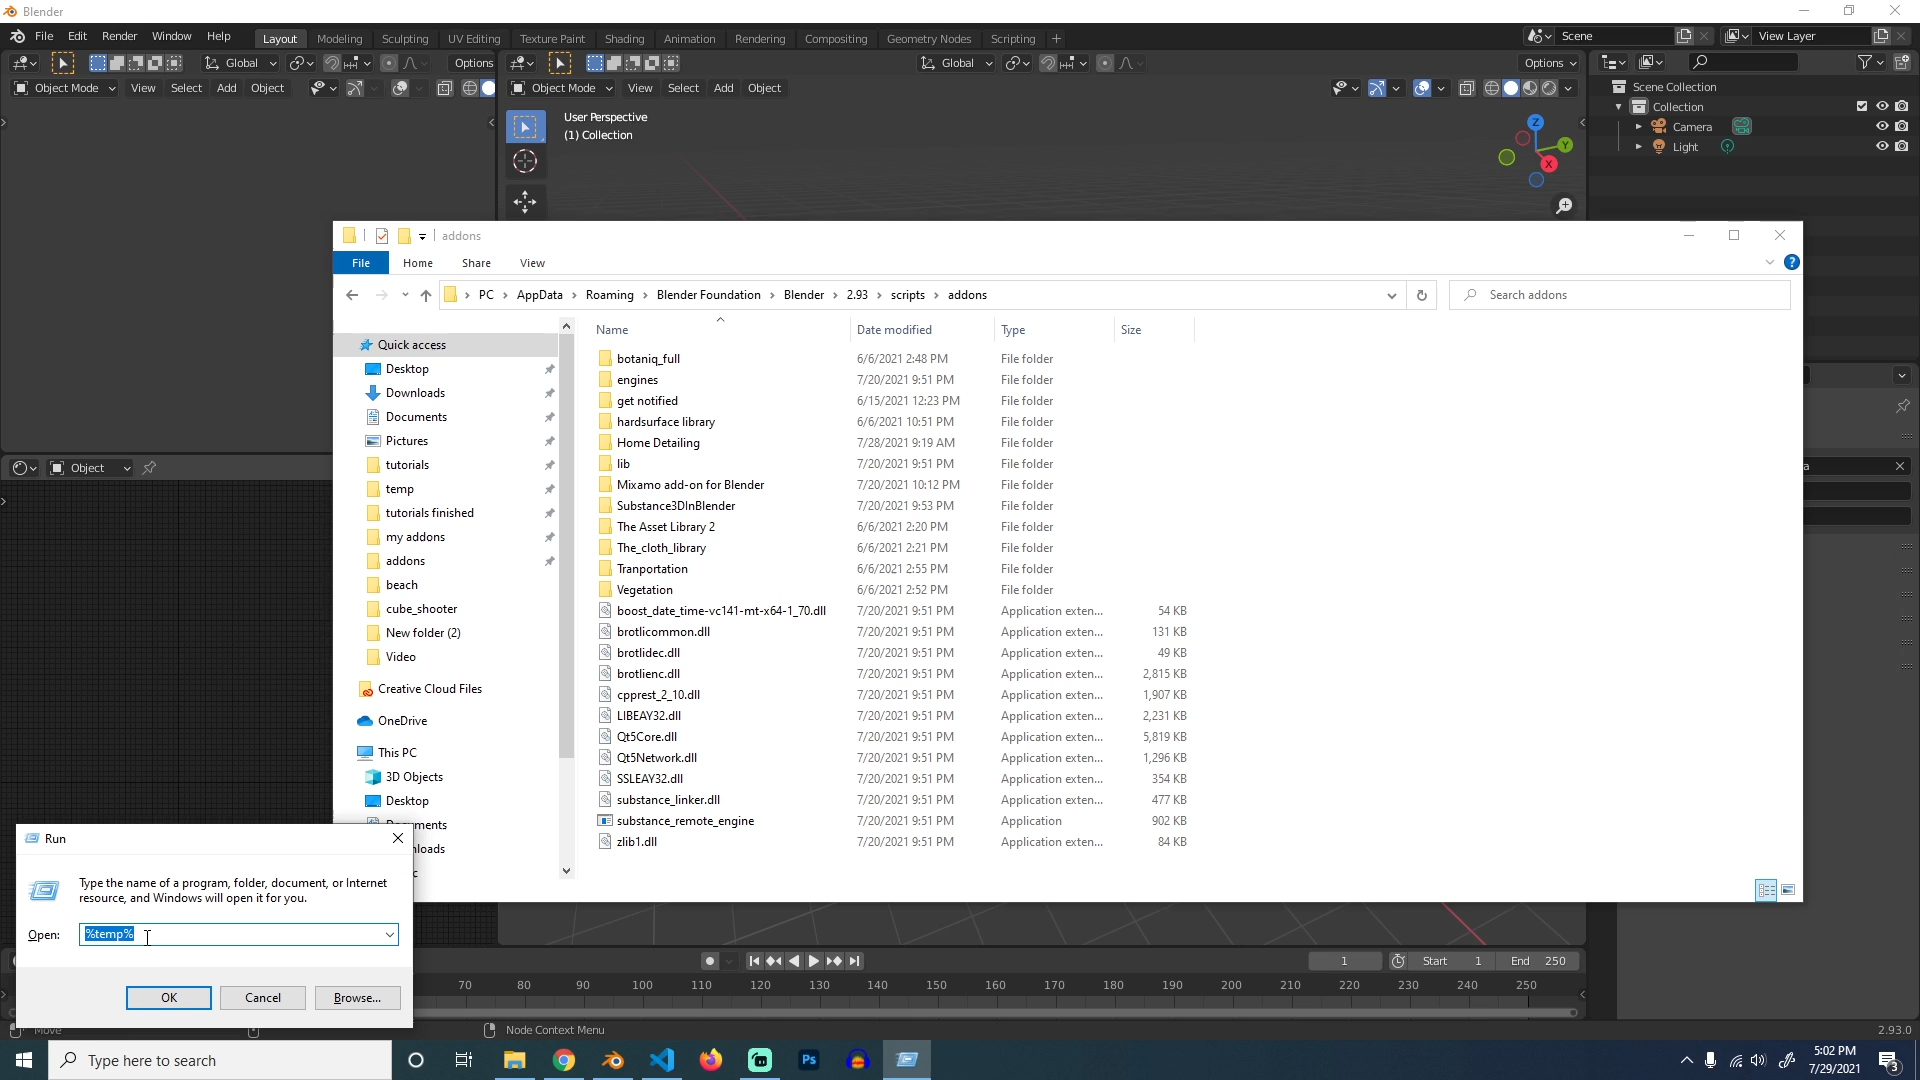 Blender
File Edit Render Window Help Layout Modeling Sculpting UV Editing Texture Paint Shading Animation Rendering Compositing Geometry Nodes Scripting + Scene View Layer
Global Options Global Options
Object Mode View Select Add Object Object Mode View Select Add Object
User Perspective
(1) Collection
Z
Y
X
Scene Collection
Collection
Camera
Light
Object
a
addons
File Home Share View
PC > AppData > Roaming > Blender Foundation > Blender > 2.93 > scripts > addons
Search addons
Quick access
Desktop
Downloads
Documents
Pictures
tutorials
temp
tutorials finished
my addons
addons
beach
cube_shooter
New folder (2)
Video
Creative Cloud Files
OneDrive
This PC
3D Objects
Desktop
Name Date modified Type Size
botaniq_full 6/6/2021 2:48 PM File folder
engines 7/20/2021 9:51 PM File folder
get notified 6/15/2021 12:23 PM File folder
hardsurface library 6/6/2021 10:51 PM File folder
Home Detailing 7/28/2021 9:19 AM File folder
lib 7/20/2021 9:51 PM File folder
Mixamo add-on for Blender 7/20/2021 10:12 PM File folder
Substance3DInBlender 7/20/2021 9:53 PM File folder
The Asset Library 2 6/6/2021 2:20 PM File folder
The_cloth_library 6/6/2021 2:21 PM File folder
Tranportation 6/6/2021 2:55 PM File folder
Vegetation 6/6/2021 2:52 PM File folder
boost_date_time-vc141-mt-x64-1_70.dll 7/20/2021 9:51 PM Application exten... 54 KB
brotlicommon.dll 7/20/2021 9:51 PM Application exten... 131 KB
brotlidec.dll 7/20/2021 9:51 PM Application exten... 49 KB
brotlienc.dll 7/20/2021 9:51 PM Application exten... 2,815 KB
cpprest_2_10.dll 7/20/2021 9:51 PM Application exten... 1,907 KB
LIBEAY32.dll 7/20/2021 9:51 PM Application exten... 2,231 KB
Qt5Core.dll 7/20/2021 9:51 PM Application exten... 5,819 KB
Qt5Network.dll 7/20/2021 9:51 PM Application exten... 1,296 KB
SSLEAY32.dll 7/20/2021 9:51 PM Application exten... 354 KB
substance_linker.dll 7/20/2021 9:51 PM Application exten... 477 KB
substance_remote_engine 7/20/2021 9:51 PM Application 902 KB
zlib1.dll 7/20/2021 9:51 PM Application exten... 84 KB
Run
Type the name of a program, folder, document, or Internet
resource, and Windows will open it for you.
Open: %temp%
OK Cancel Browse...
1 Start 1 End 250
70 80 90 100 110 120 130 140 150 160 170 180 190 200 210 220 230 240 250
Move Node Context Menu 2.93.0
Type here to search
Ps
5:02 PM
7/29/2021
3